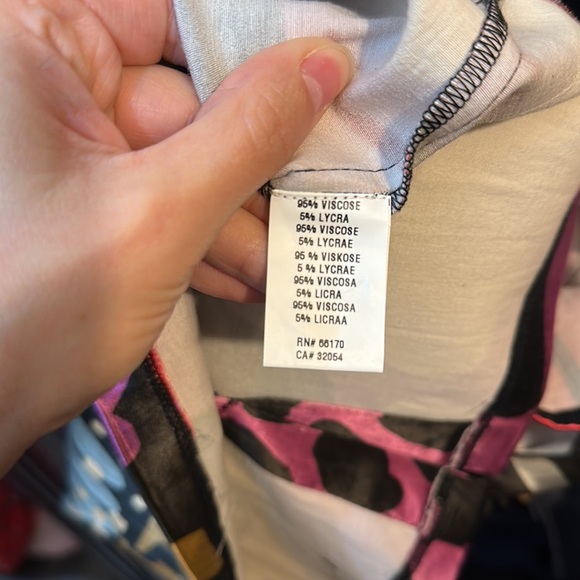 95% VISCOSE
5% LYCRA
95% VISCOSE
5% LYCRAE
95 % VISKOSE
5 % LYCRAE
95% VISCOSA
5% LICRA
95% VISCOSA
5% LICRAA
RN# 66170
CA# 32054